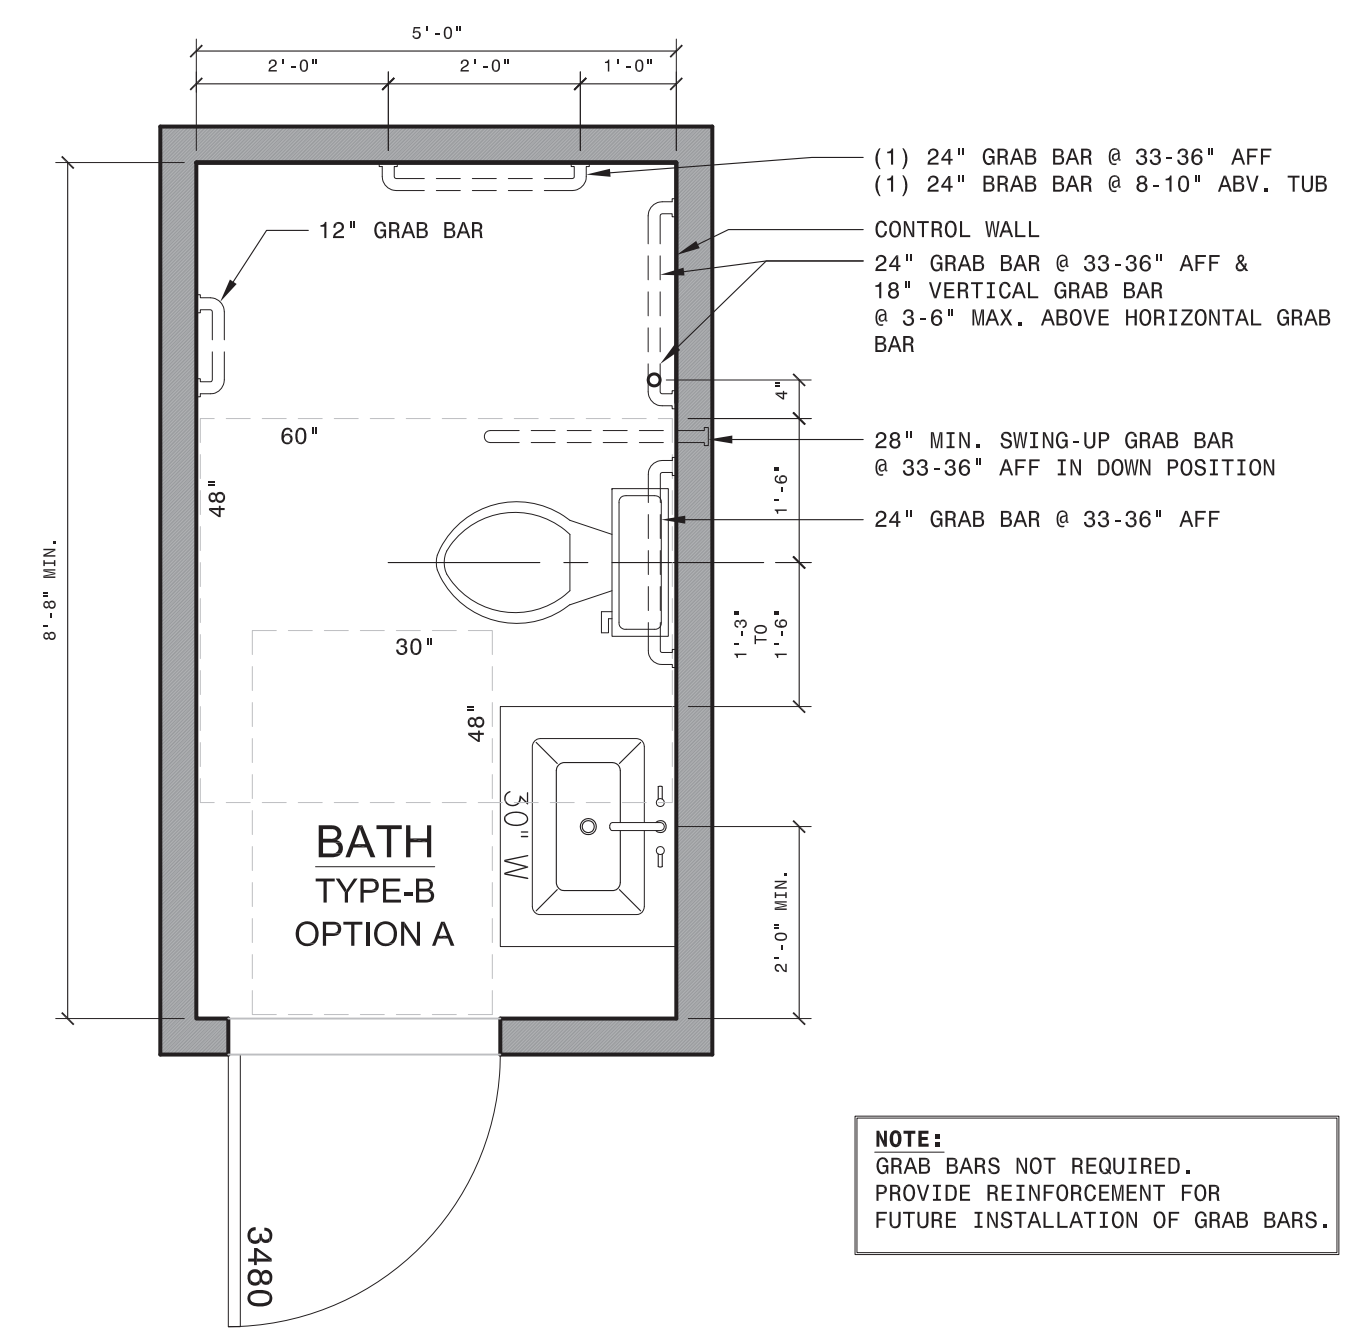 5'-0"
2'-0"
2'-0"
1'-0"
(1) 24" GRAB BAR @ 33-36" AFF
(1) 24" BRAB BAR @ 8-10" ABV. TUB
12" GRAB BAR
CONTROL WALL
24" GRAB BAR @ 33-36" AFF &
18" VERTICAL GRAB BAR
@ 3-6" MAX. ABOVE HORIZONTAL GRAB
BAR
4"
60"
28" MIN. SWING-UP GRAB BAR
@ 33-36" AFF IN DOWN POSITION
48"
1'-6"
24" GRAB BAR @ 33-36" AFF
8'-8" MIN.
1'-3"
TO
1'-6"
30"
48"
30" W
BATH
TYPE-B
OPTION A
2'-0" MIN.
NOTE:
GRAB BARS NOT REQUIRED.
PROVIDE REINFORCEMENT FOR
FUTURE INSTALLATION OF GRAB BARS.
3480